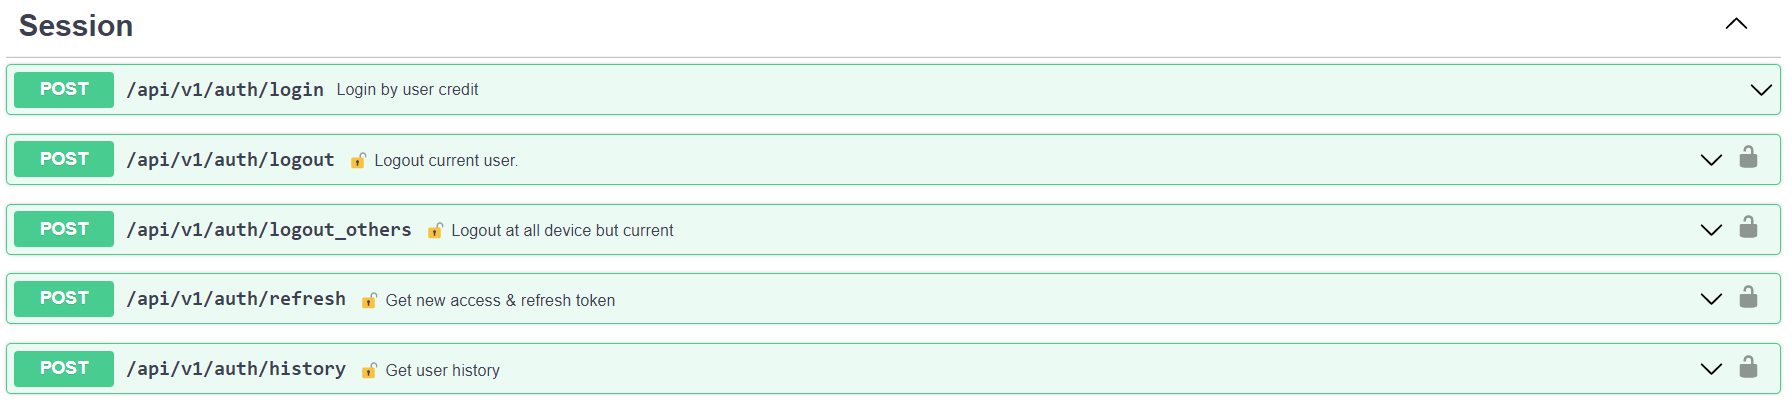 Session
POST /api/v1/auth/login Login by user credit
POST /api/v1/auth/logout Logout current user.
POST /api/v1/auth/logout_others Logout at all device but current
POST /api/v1/auth/refresh Get new access & refresh token
POST /api/v1/auth/history Get user history